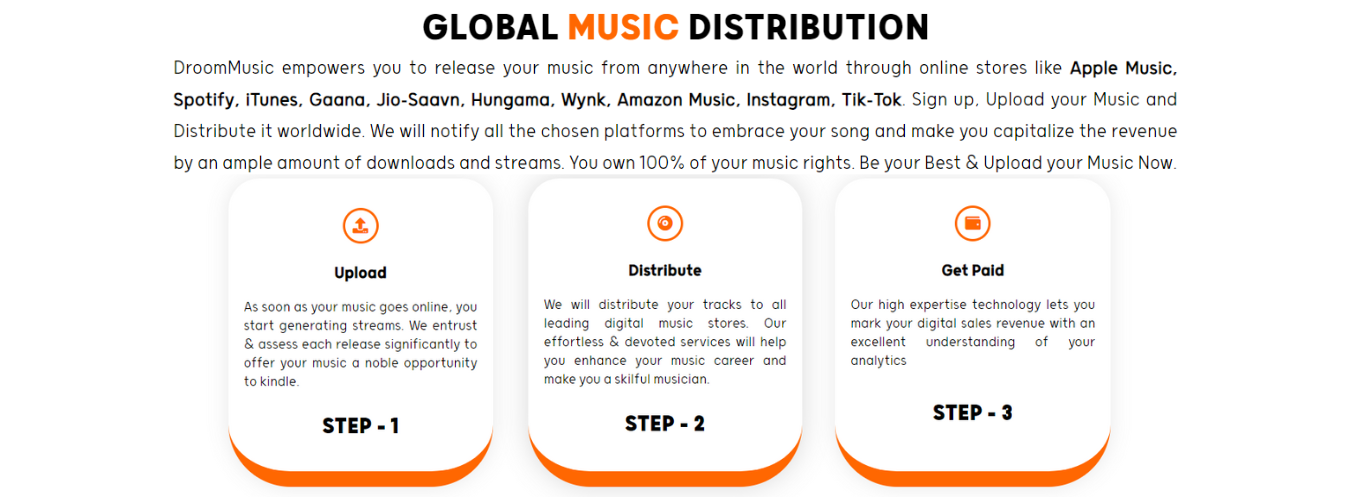 GLOBAL MUSIC DISTRIBUTION
DroomMusic empowers you to release your music from anywhere in the world through online stores like Apple Music,
Spotify, iTunes, Gaana, Jio-Saavn, Hungama, Wynk, Amazon Music, Instagram, Tik-Tok. Sign up, Upload your Music and
Distribute it worldwide. We will notify all the chosen platforms to embrace your song and make you capitalize the revenue
by an ample amount of downloads and streams. You own 100% of your music rights. Be your Best & Upload your Music Now.
Upload
As soon as your music goes online, you
start generating streams. We entrust
& assess each release significantly to
offer your music a noble opportunity
to kindle.
STEP - 1
Distribute
We will distribute your tracks to all
leading digital music stores. Our
effortless & devoted services will help
you enhance your music career and
make you a skilful musician.
STEP - 2
Get Paid
Our high expertise technology lets you
mark your digital sales revenue with an
excellent understanding of your
analytics
STEP - 3